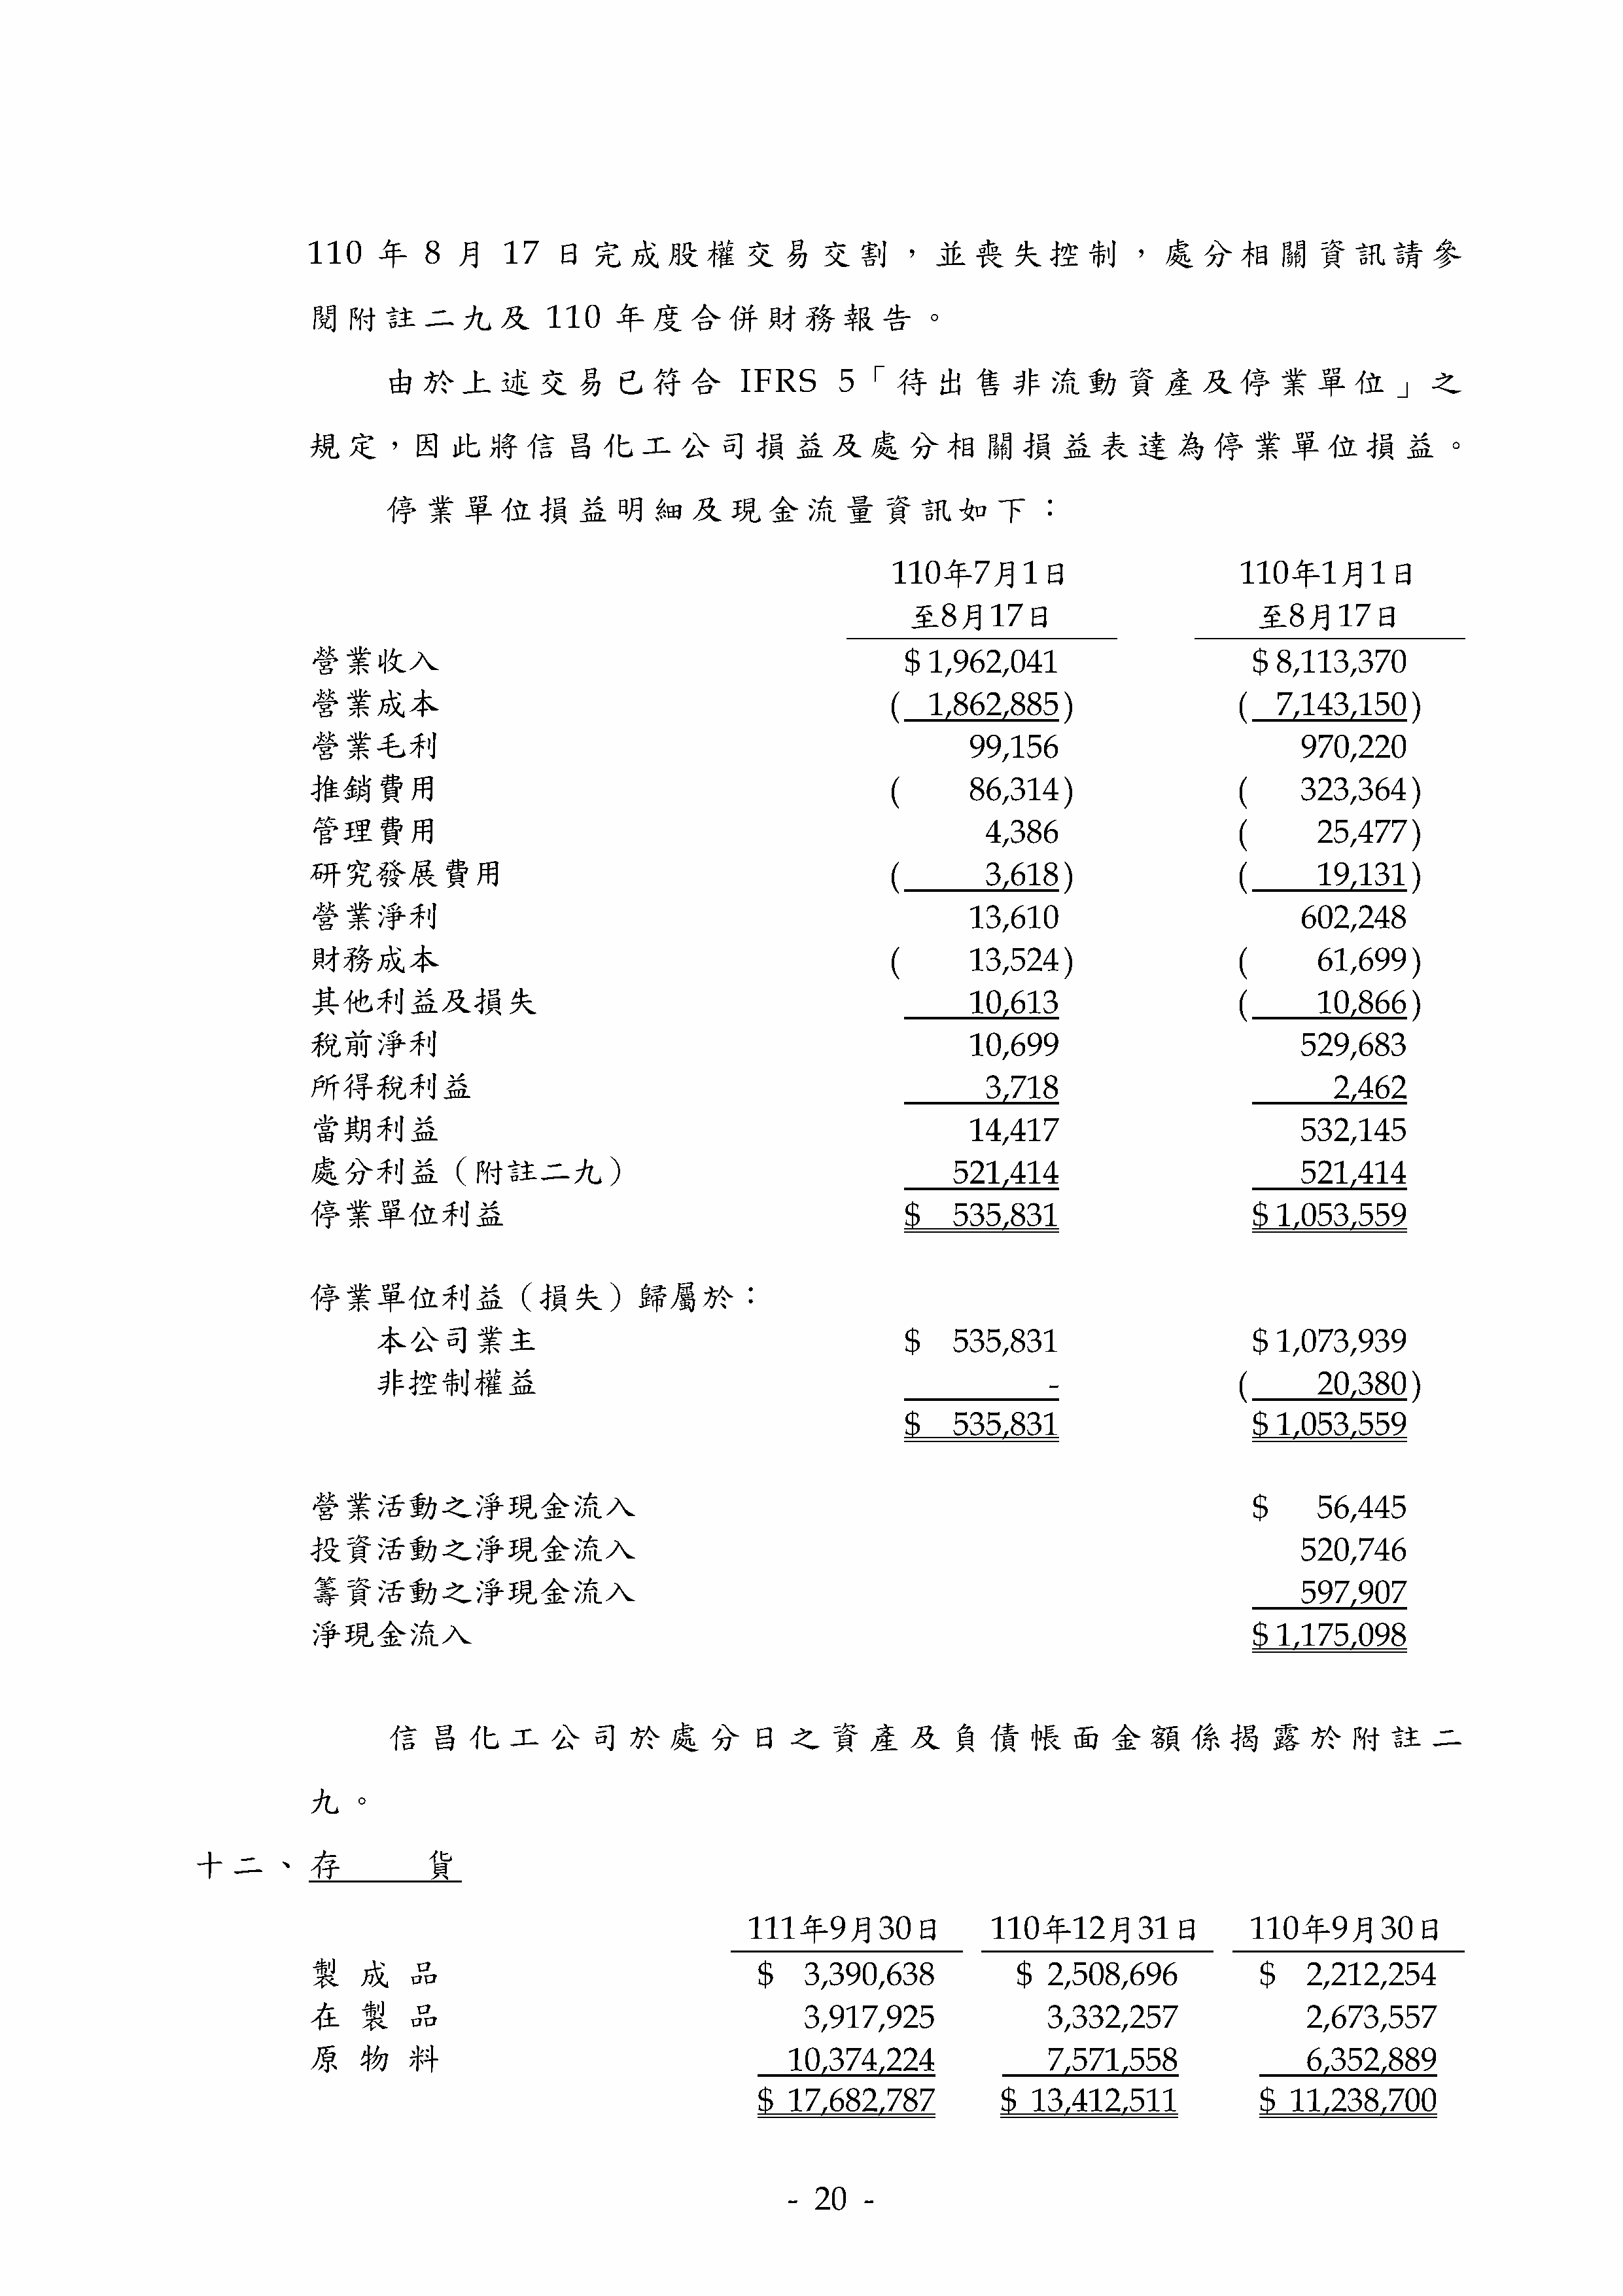 110 年 8 月 17 日完成股權交易交割，並喪失控制，處分相關資訊請參
閱附註二九及 110 年度合併財務報告。
由於上述交易已符合 IFRS 5「待出售非流動資產及停業單位」之
規定，因此將信昌化工公司損益及處分相關損益表達為停業單位損益。
停業單位損益明細及現金流量資訊如下：
110年7月1日 110年1月1日
至8月17日 至8月17日
營業收入 $ 1,962,041 $ 8,113,370
營業成本 ( 1,862,885) ( 7,143,150)
營業毛利 99,156 970,220
推銷費用 ( 86,314) ( 323,364)
管理費用 4,386 ( 25,477)
研究發展費用 ( 3,618) ( 19,131)
營業淨利 13,610 602,248
財務成本 ( 13,524) ( 61,699)
其他利益及損失 10,613 ( 10,866)
稅前淨利 10,699 529,683
所得稅利益 3,718 2,462
當期利益 14,417 532,145
處分利益（附註二九） 521,414 521,414
停業單位利益 $ 535,831 $ 1,053,559
停業單位利益（損失）歸屬於：
本公司業主 $ 535,831 $ 1,073,939
非控制權益 - ( 20,380)
$ 535,831 $ 1,053,559
營業活動之淨現金流入 $ 56,445
投資活動之淨現金流入 520,746
籌資活動之淨現金流入 597,907
淨現金流入 $ 1,175,098
信昌化工公司於處分日之資產及負債帳面金額係揭露於附註二
九。
十二、存 貨
111年9月30日 110年12月31日 110年9月30日
製成品 $ 3,390,638 $ 2,508,696 $ 2,212,254
在製品 3,917,925 3,332,257 2,673,557
原物料 10,374,224 7,571,558 6,352,889
$ 17,682,787 $ 13,412,511 $ 11,238,700
- 20 -